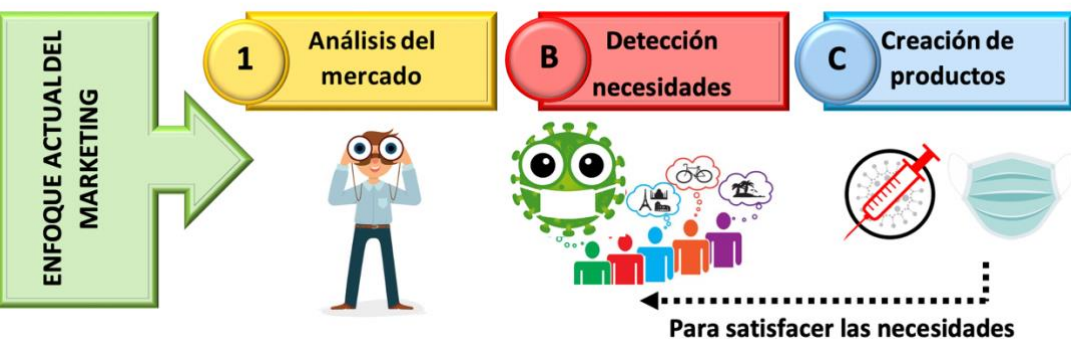 ENFOQUE ACTUAL DEL
MARKETING
1
Análisis del
mercado
B
Detección
necesidades
C
Creación de
productos
Para satisfacer las necesidades